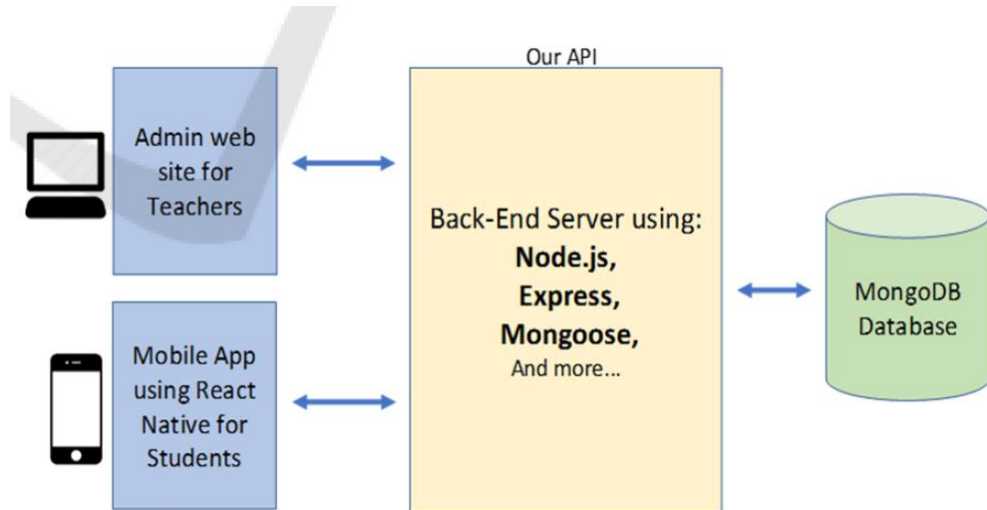 Our API
Admin web
site for
Teachers
Mobile App
using React
Native for
Students
Back-End Server using:
Node.js,
Express,
Mongoose,
And more...
MongoDB
Database